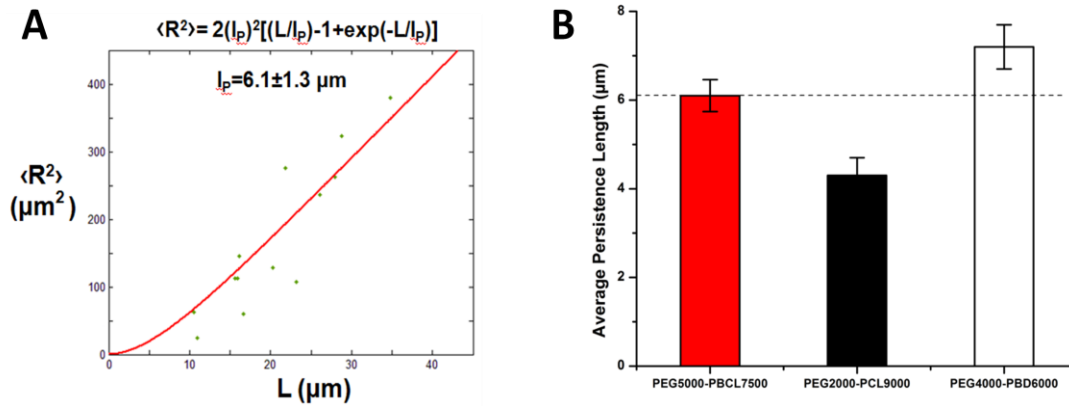 A
⟨R²⟩= 2(lₚ)²[(L/lₚ)-1+exp(-L/lₚ)]
lₚ=6.1±1.3 µm
400
300
200
100
0
⟨R²⟩
(µm²)
0
10
20
30
40
L (µm)
B
8
6
4
2
0
Average Persistence Length (µm)
PEG5000-PBCL7500
PEG2000-PCL9000
PEG4000-PBD6000